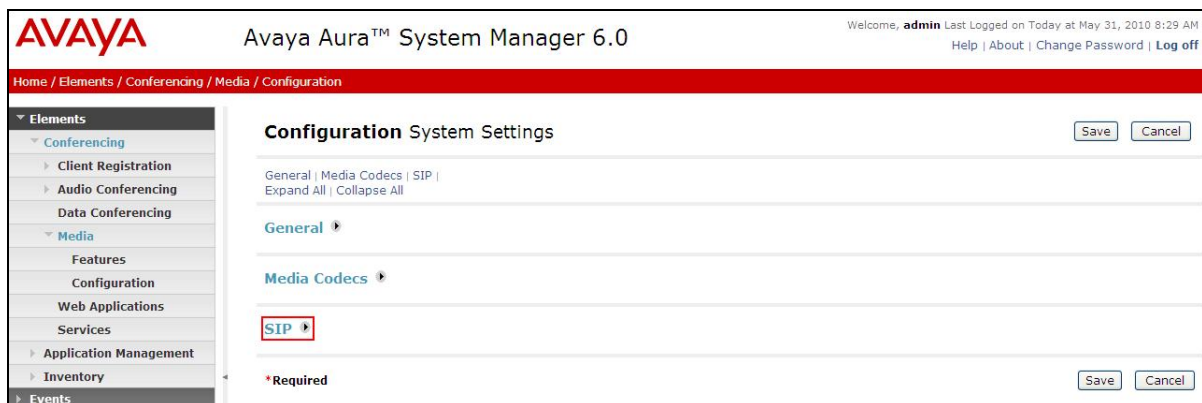 AVAYA
Avaya Aura™ System Manager 6.0
Welcome, admin Last Logged on Today at May 31, 2010 8:29 AM
Help | About | Change Password | Log off
Home / Elements / Conferencing / Media / Configuration
Elements
Conferencing
Client Registration
Audio Conferencing
Data Conferencing
Media
Features
Configuration
Web Applications
Services
Application Management
Inventory
Events
Configuration System Settings
Save Cancel
General | Media Codecs | SIP |
Expand All | Collapse All
General
Media Codecs
SIP
*Required
Save Cancel